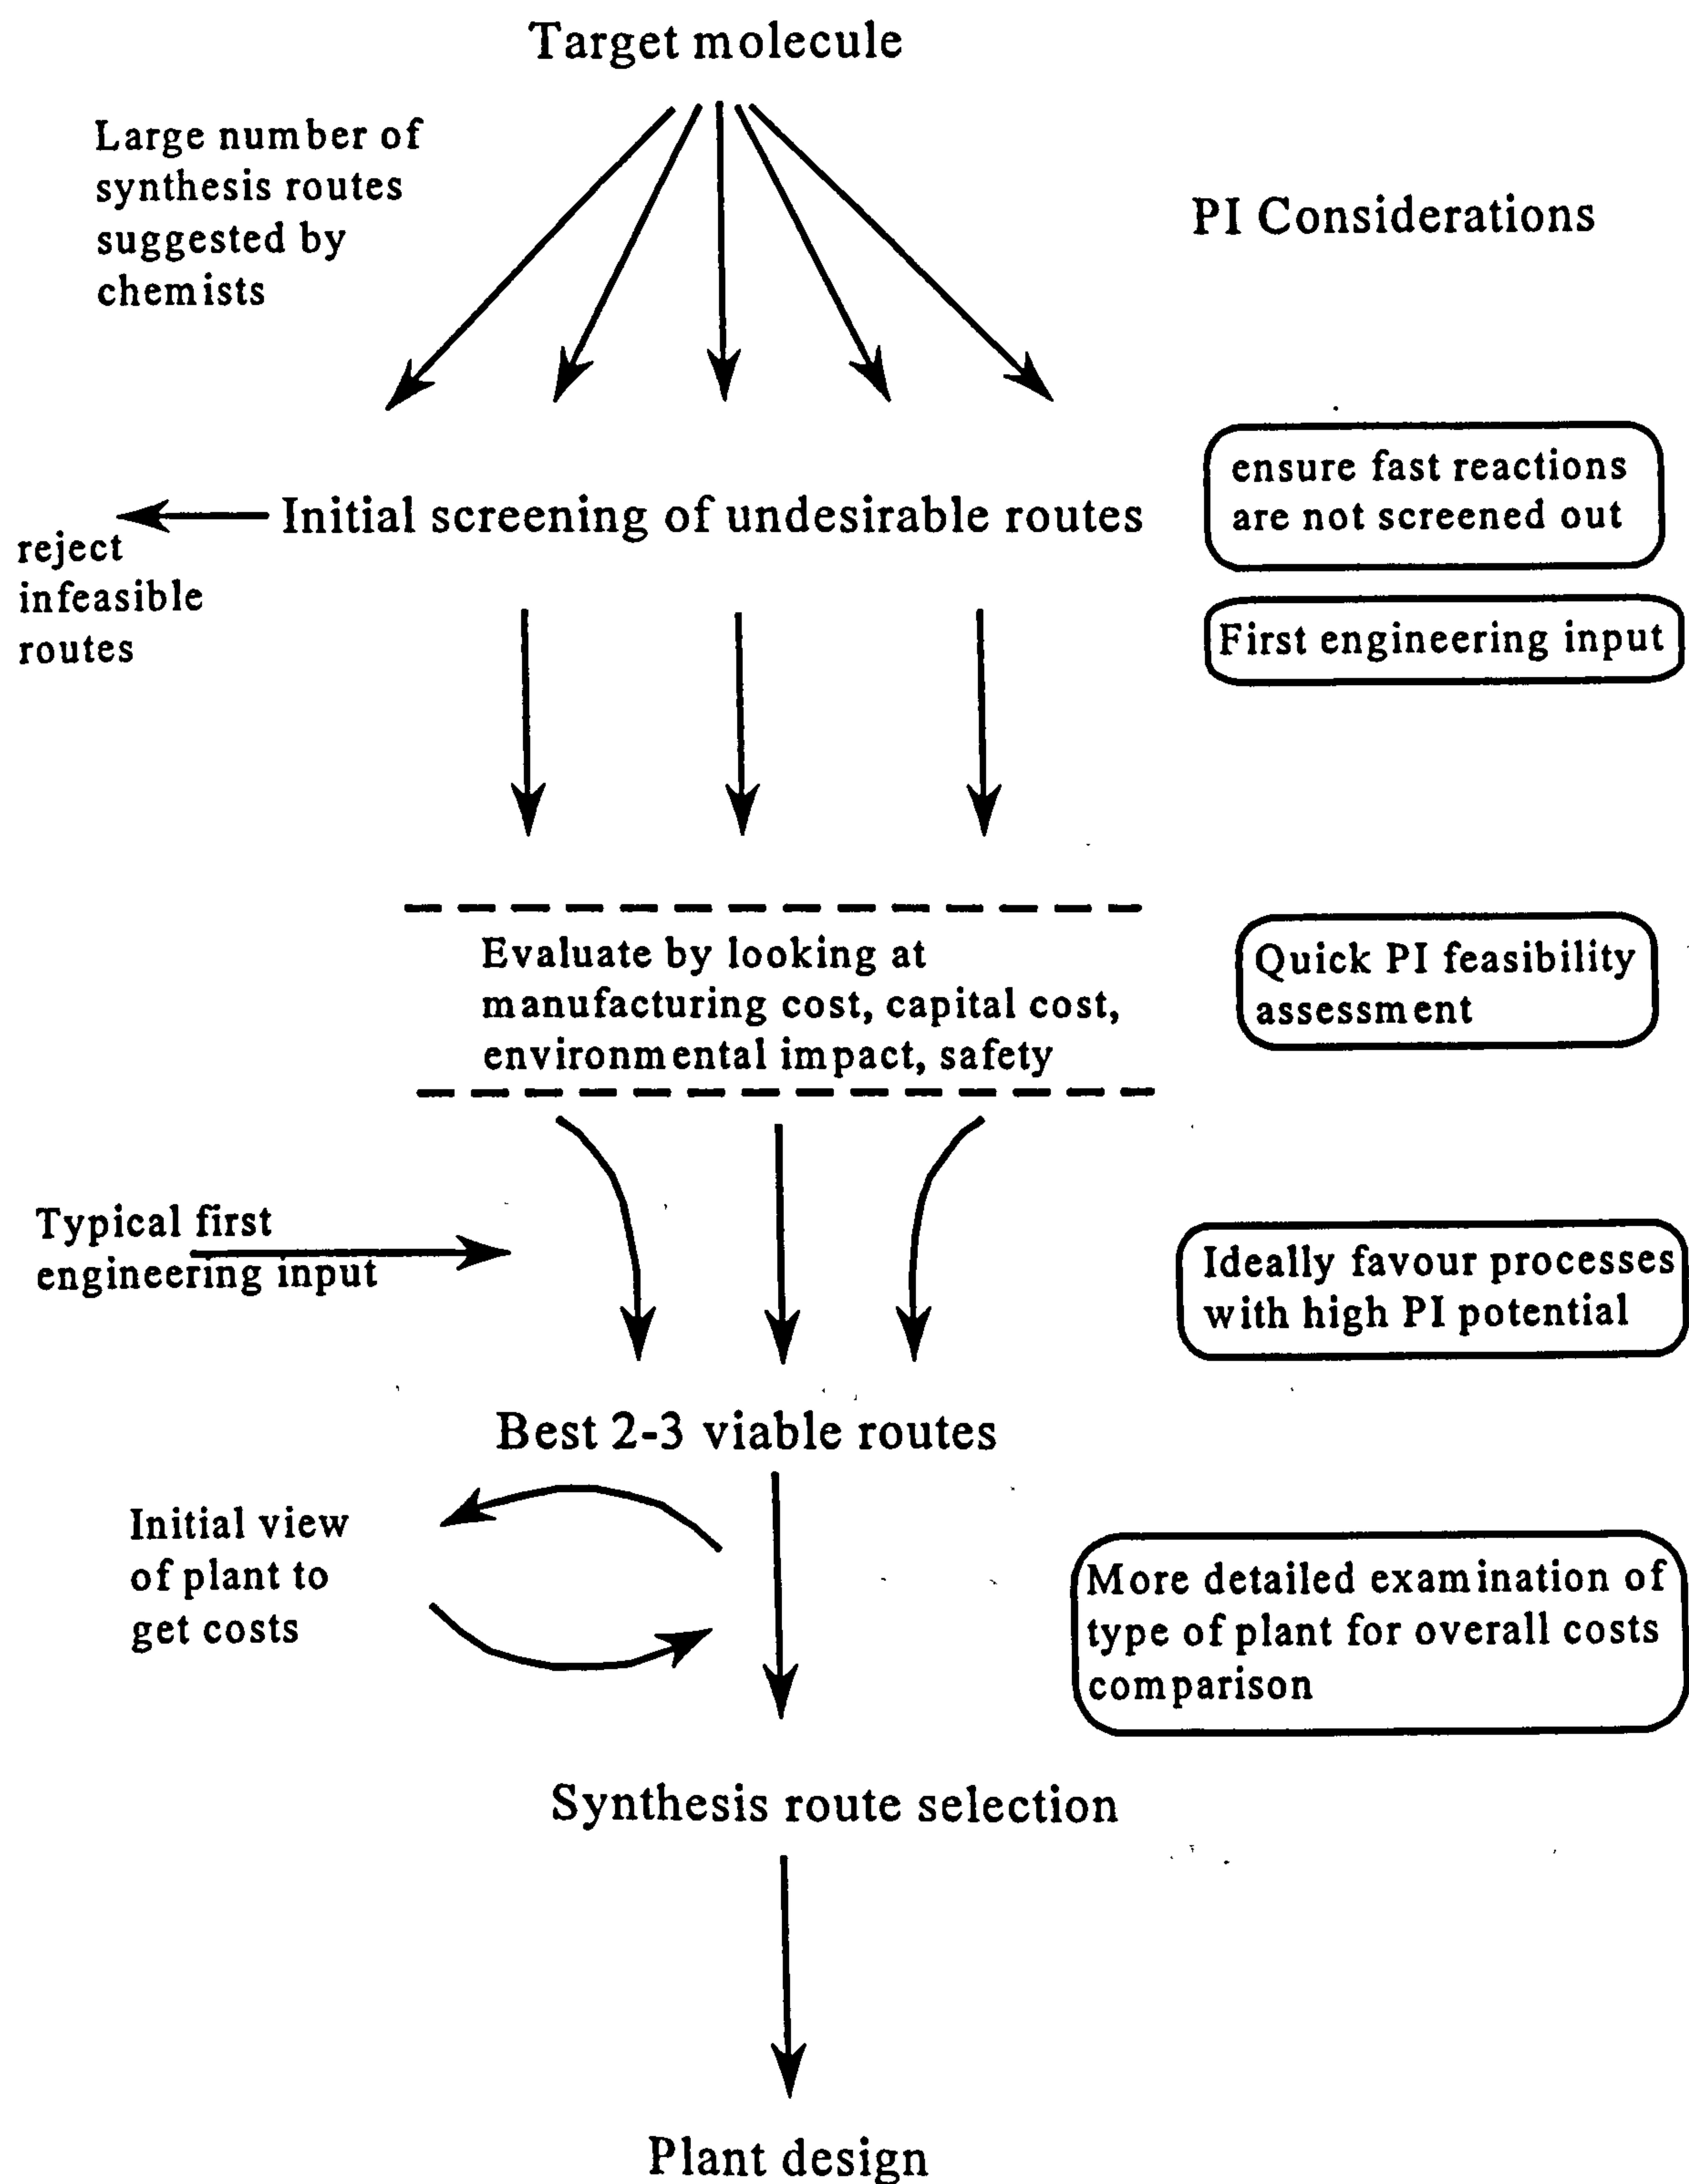 Target molecule
Large number of
synthesis routes
suggested by
chemists
PI Considerations
ensure fast reactions
are not screened out
Initial screening of undesirable routes
reject
infeasible
routes
First engineering input
Evaluate by looking at
manufacturing cost, capital cost,
environmental impact, safety
Quick PI feasibility
assessment
Typical first
engineering input
Ideally favour processes
with high PI potential
Best 2-3 viable routes
Initial view
of plant to
get costs
More detailed examination of
type of plant for overall costs
comparison
Synthesis route selection
Plant design